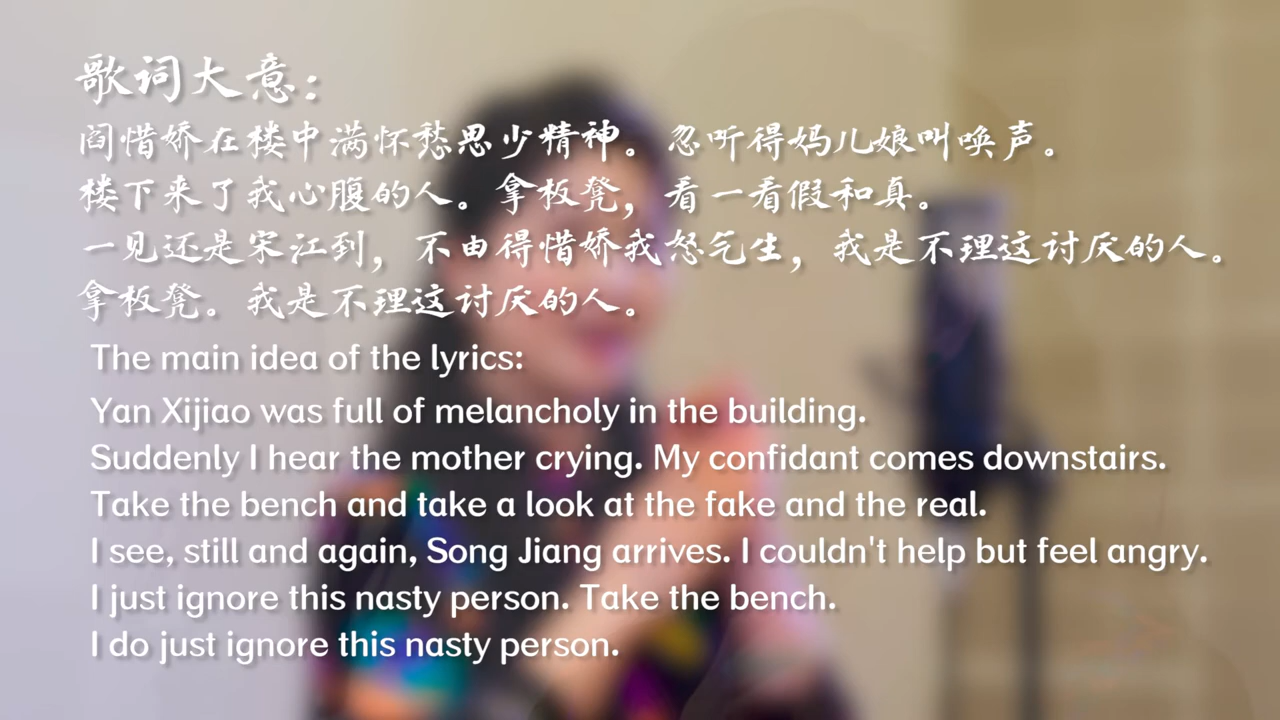 歌词大意：
阎惜娇在楼中满怀愁思少精神。忽听得妈儿娘叫唤声。
楼下来了我心腹的人。拿板凳，看一看假和真。
一见还是宋江到，不由得惜娇我怒气生，我是不理这讨厌的人。
拿板凳。我是不理这讨厌的人。
The main idea of the lyrics:
Yan Xijiao was full of melancholy in the building.
Suddenly I hear the mother crying. My confidant comes downstairs.
Take the bench and take a look at the fake and the real.
I see, still and again, Song Jiang arrives. I couldn't help but feel angry.
I just ignore this nasty person. Take the bench.
I do just ignore this nasty person.